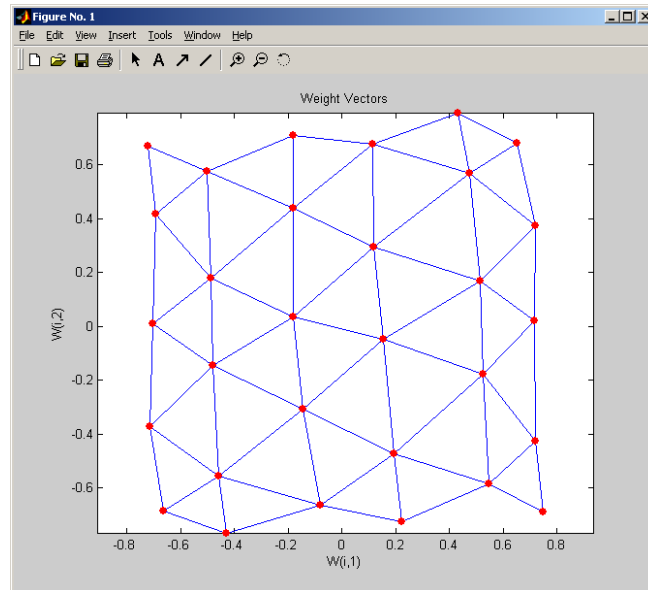 Figure No. 1
File Edit View Insert Tools Window Help
A
Weight Vectors
0.6
0.4
0.2
0
-0.2
-0.4
-0.6
W(i,2)
-0.8 -0.6 -0.4 -0.2 0 0.2 0.4 0.6 0.8
W(i,1)